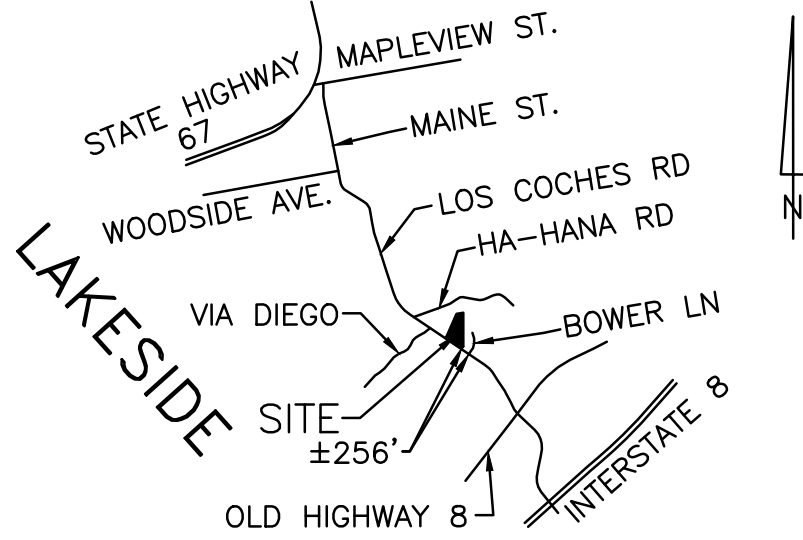 MAPLEVIEW ST.
STATE HIGHWAY
67
MAINE ST.
WOODSIDE AVE.
LOS COCHES RD
HA-HANA RD
N
LAKESIDE
VIA DIEGO
BOWER LN
SITE
±256'
INTERSTATE 8
OLD HIGHWAY 8